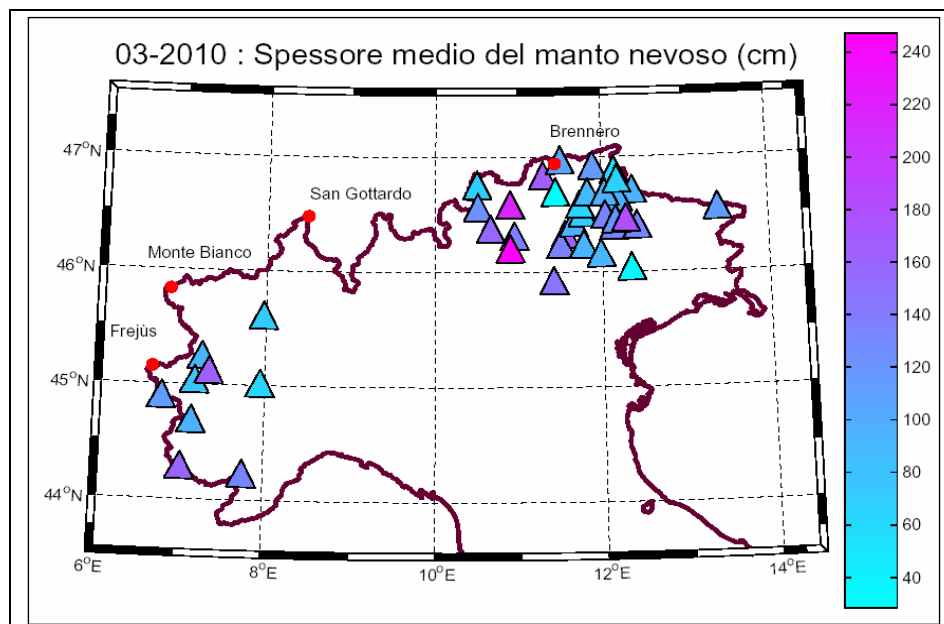 03-2010 : Spessore medio del manto nevoso (cm)
240
220
200
180
160
140
120
100
80
60
40
Brennero
San Gottardo
Monte Bianco
Frejùs
47°N
46°N
45°N
44°N
6°E
8°E
10°E
12°E
14°E